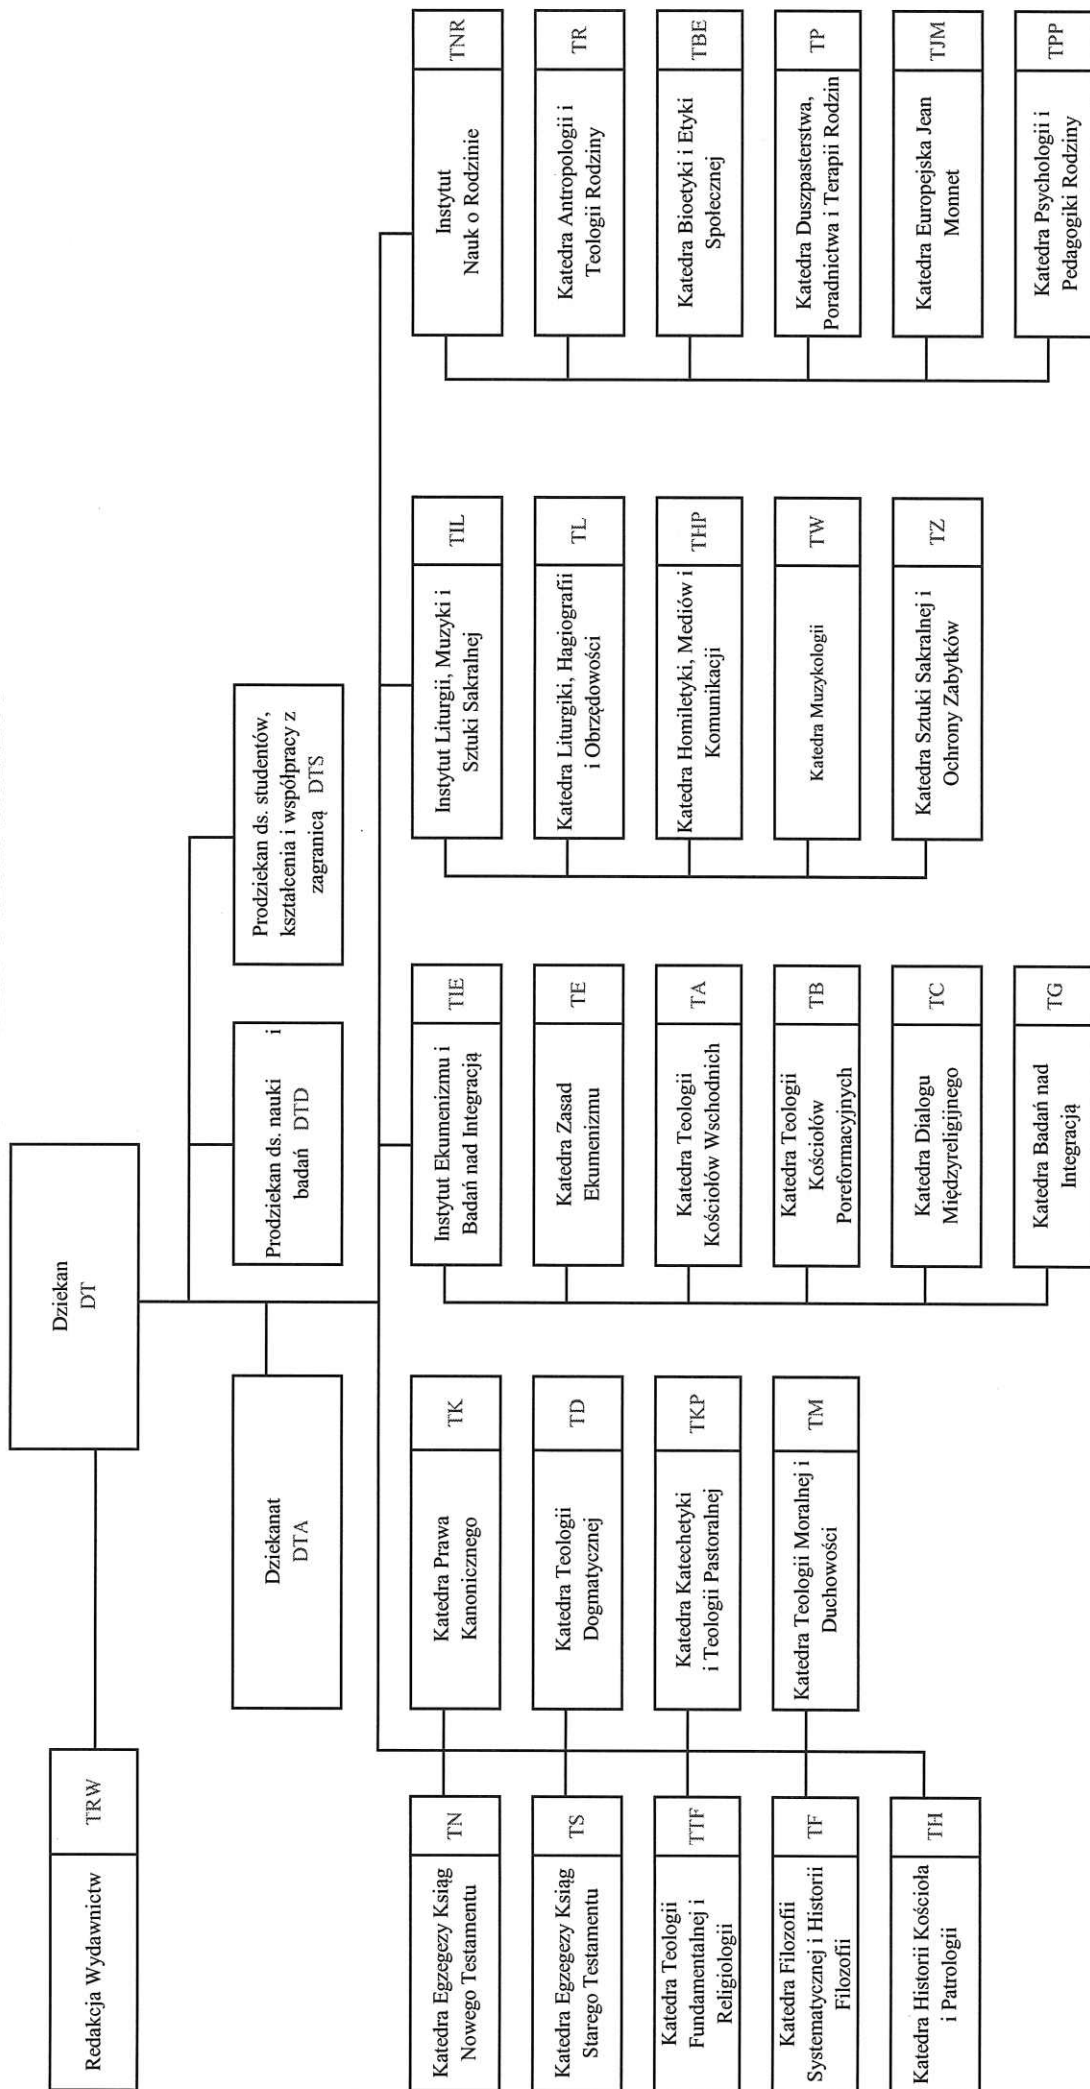 Dziekan
DT
Redakcja Wydawnictw
TRW
Dziekanat
DTA
Prodziekan ds. nauki i
badań DTD
Prodziekan ds. studentów,
kształcenia i współpracy z
zagranicą DTS
Katedra Egzegezy Ksiąg
Nowego Testamentu
TN
Katedra Egzegezy Ksiąg
Starego Testamentu
TS
Katedra Teologii
Fundamentalnej i
Religiologii
TTF
Katedra Filozofii
Systematycznej i Historii
Filozofii
TF
Katedra Historii Kościoła
i Patrologii
TH
Katedra Prawa
Kanonicznego
TK
Katedra Teologii
Dogmatycznej
TD
Katedra Katechetyki
i Teologii Pastoralnej
TKP
Katedra Teologii Moralnej i
Duchowości
TM
Instytut Ekumenizmu i
Badań nad Integracją
TIE
Katedra Zasad
Ekumenizmu
TE
Katedra Teologii
Kościołów Wschodnich
TA
Katedra Teologii
Kościołów
Poreformacyjnych
TB
Katedra Dialogu
Międzyreligijnego
TC
Katedra Badań nad
Integracją
TG
Instytut Liturgii, Muzyki i
Sztuki Sakralnej
TIL
Katedra Liturgiki, Hagiografii
i Obrzędowości
TL
Katedra Homiletyki, Mediów i
Komunikacji
THP
Katedra Muzykologii
TW
Katedra Sztuki Sakralnej i
Ochrony Zabytków
TZ
Instytut
Nauk o Rodzinie
TNR
Katedra Antropologii i
Teologii Rodziny
TR
Katedra Bioetyki i Etyki
Społecznej
TBE
Katedra Duszpasterstwa,
Poradnictwa i Terapii Rodzin
TP
Katedra Europejska Jean
Monnet
TJM
Katedra Psychologii i
Pedagogiki Rodziny
TPP